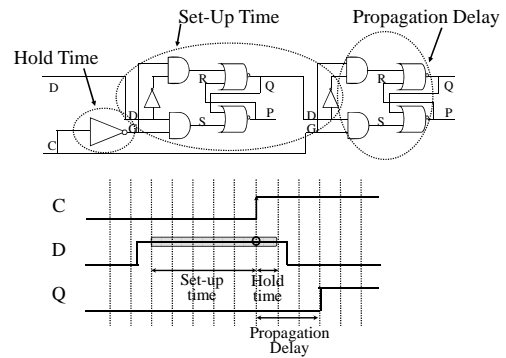 Set-Up Time
Propagation Delay
Hold Time
D
C
D
G
R
S
Q
P
D
G
R
S
Q
P
C
D
Set-up
time
Hold
time
Q
Propagation
Delay